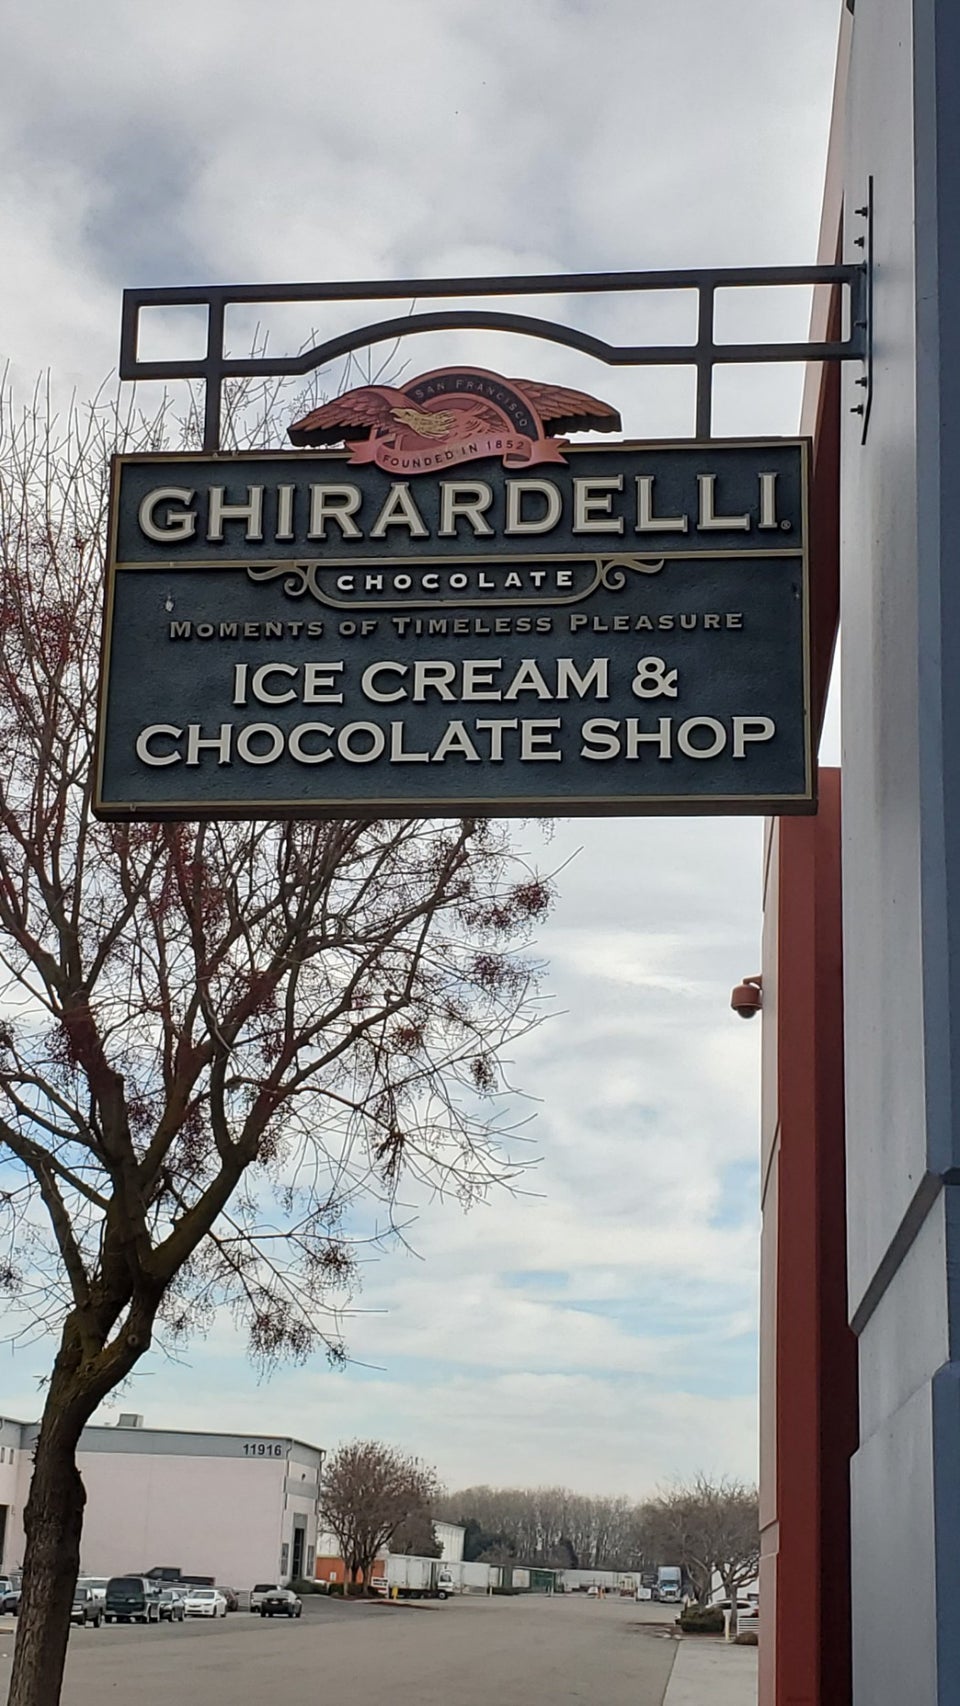 SAN FRANCISCO
FOUNDED IN 1852
GHIRARDELLI®
CHOCOLATE
MOMENTS OF TIMELESS PLEASURE
ICE CREAM &
CHOCOLATE SHOP
11916